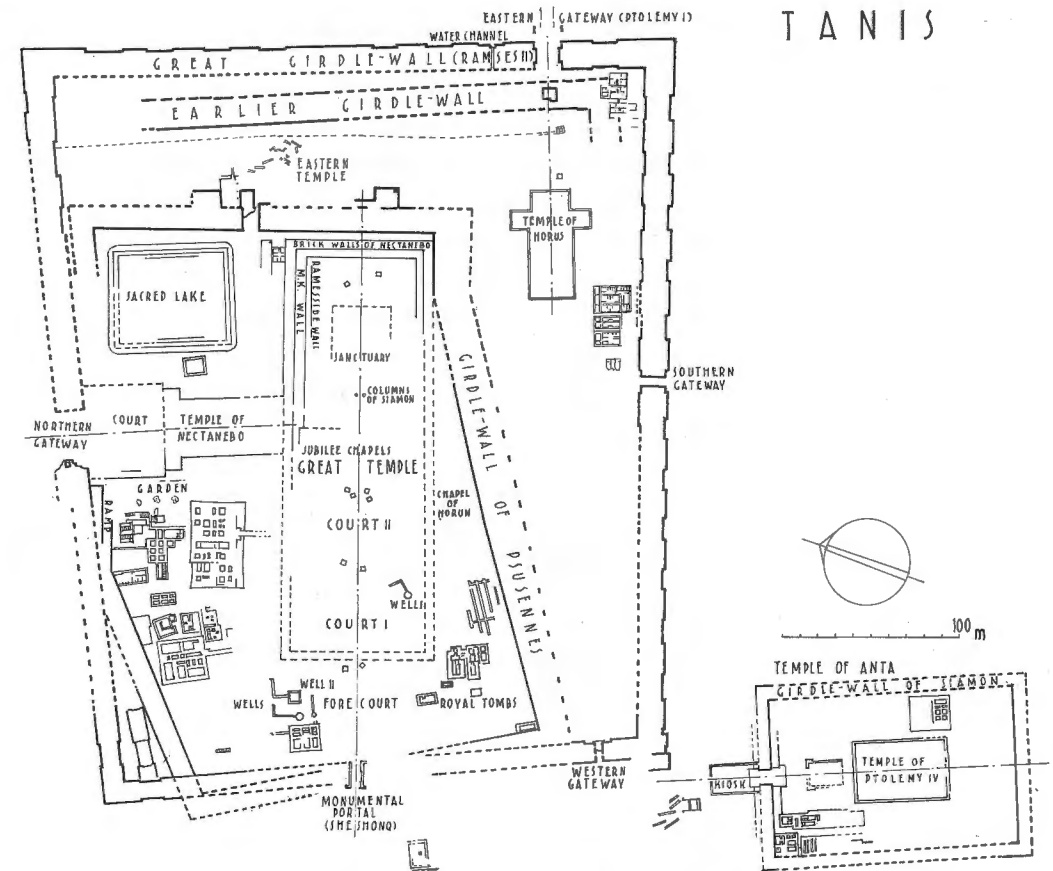 TANIS
EASTERN GATEWAY (PTOLEMY I)
WATER CHANNEL
GREAT GIRDLE-WALL (RAMSES II)
EARLIER GIRDLE-WALL
EASTERN
TEMPLE
TEMPLE OF
HORUS
BRICK WALLS OF NECTANEBO
SACRED LAKE
M.K. WALL
RAMESSIDE WALL
SANCTUARY
COLUMNS
OF SIAMON
SOUTHERN
GATEWAY
NORTHERN
GATEWAY
COURT
TEMPLE OF
NECTANEBO
JUBILEE CHAPELS
GREAT TEMPLE
GIRDLE-WALL OF PSUSENNES
GARDEN
RAMP
CHAPEL
OF
HORUN
COURT II
WELLS
COURT I
WELL II
WELLS
FORE COURT
ROYAL TOMBS
100 m
TEMPLE OF ANTA
GIRDLE-WALL OF SIAMON
WESTERN
GATEWAY
KIOSK
TEMPLE OF
PTOLEMY IV
MONUMENTAL
PORTAL
(SHESHONQ)